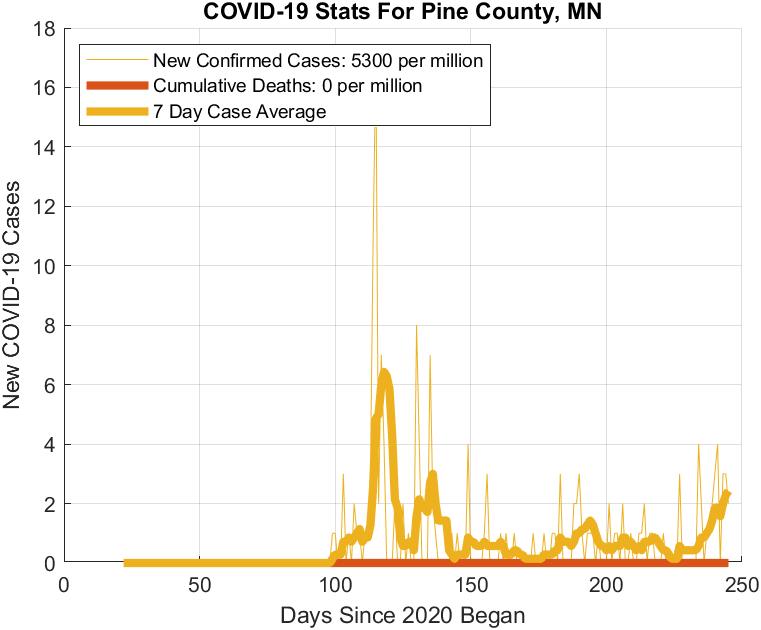 COVID-19 Stats For Pine County, MN
New Confirmed Cases: 5300 per million
Cumulative Deaths: 0 per million
7 Day Case Average
New COVID-19 Cases
18
16
14
12
10
8
6
4
2
0
0 50 100 150 200 250
Days Since 2020 Began